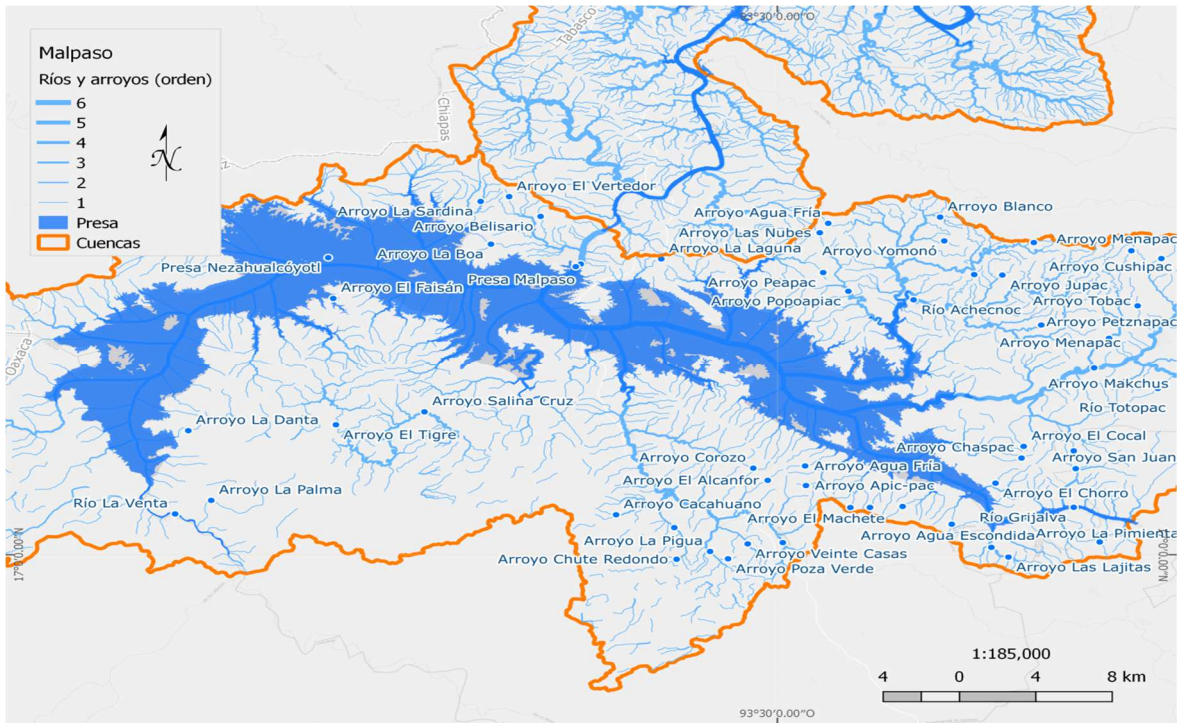 93°30′0.00″O
Malpaso
Ríos y arroyos (orden)
6
5
4
3
2
1
Presa
Cuencas
Tabasco
Chiapas
Oaxaca
Arroyo El Vertedor
Arroyo La Sardina
Arroyo Belisario
Arroyo La Boa
Presa Nezahualcóyotl
Presa Malpaso
Arroyo El Faisán
Arroyo Agua Fría
Arroyo Las Nubes
Arroyo La Laguna
Arroyo Blanco
Arroyo Yomonó
Arroyo Menapac
Arroyo Cushipac
Arroyo Peapac
Arroyo Popoapiac
Arroyo Jupac
Arroyo Tobac
Río Achecnoc
Arroyo Petznapac
Arroyo Menapac
Arroyo Makchus
Río Totopac
Arroyo Salina Cruz
Arroyo La Danta
Arroyo El Tigre
Arroyo El Cocal
Arroyo Chaspac
Arroyo San Juan
Arroyo Corozo
Arroyo Agua Fría
Arroyo El Alcanfor
Arroyo Apic-pac
Arroyo La Palma
Arroyo El Chorro
Río La Venta
Arroyo Cacahuano
Arroyo El Machete
Río Grijalva
Arroyo Agua Escondida
Arroyo La Pimienta
Arroyo La Pigua
Arroyo Veinte Casas
Arroyo Chute Redondo
Arroyo Poza Verde
Arroyo Las Lajitas
1:185,000
4
0
4
8 km
93°30′0.00″O